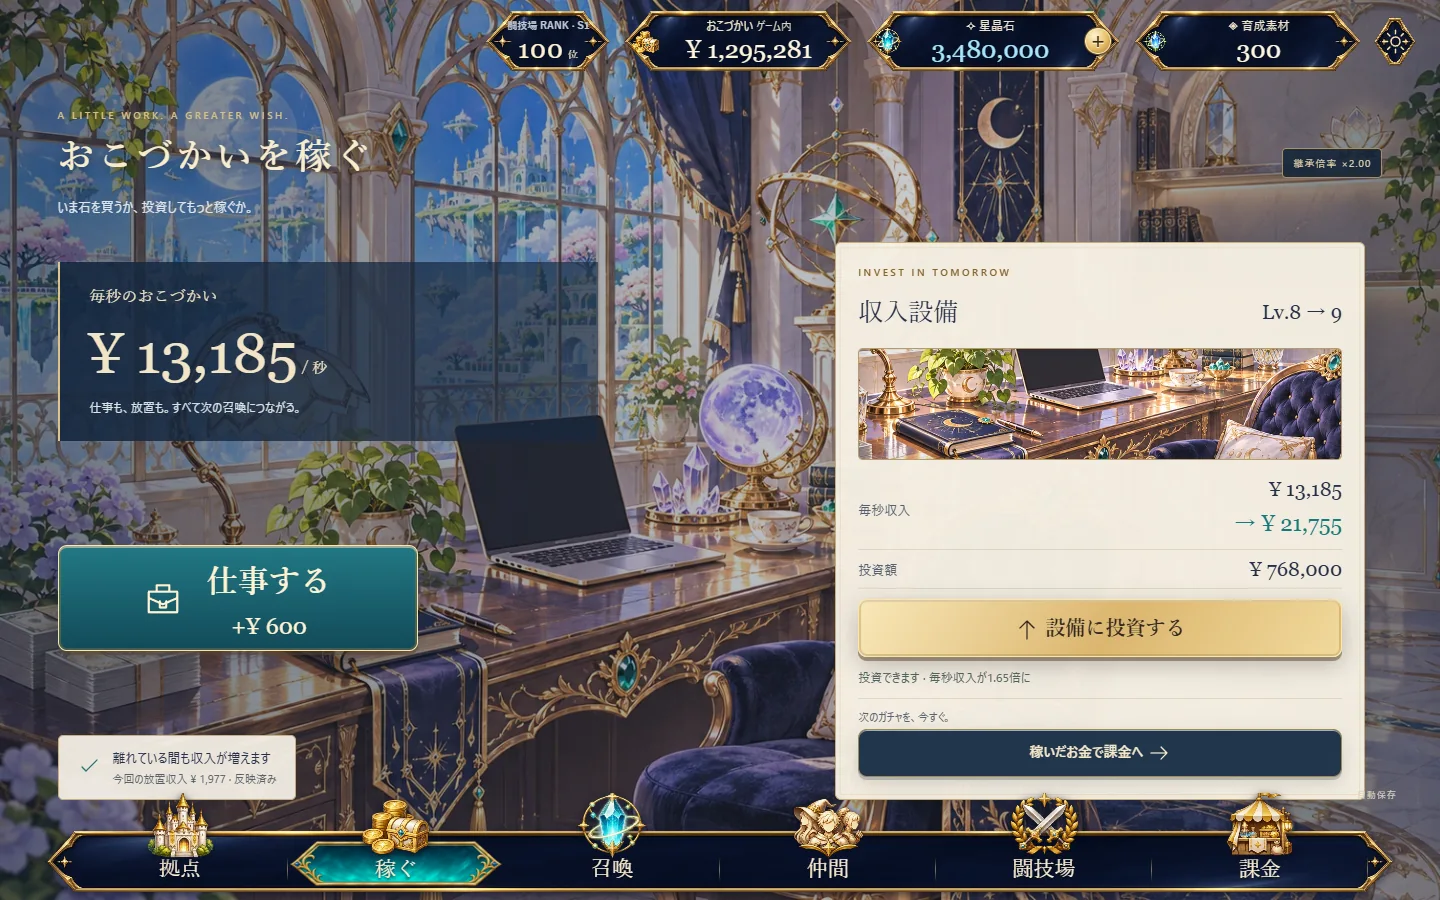 闘技場 RANK · S1
100 位
おこづかい ゲーム内
¥ 1,295,281
✧ 星晶石
3,480,000
+
◈ 育成素材
300
A LITTLE WORK. A GREATER WISH.
おこづかいを稼ぐ
いま石を買うか、投資してもっと稼ぐか。
継承倍率 ×2.00
毎秒のおこづかい
¥ 13,185 / 秒
仕事も、放置も。すべて次の召喚につながる。
仕事する
+¥ 600
離れている間も収入が増えます
今回の放置収入 ¥ 1,977 · 反映済み
INVEST IN TOMORROW
収入設備
Lv.8 → 9
毎秒収入
¥ 13,185
→ ¥ 21,755
投資額
¥ 768,000
↑ 設備に投資する
投資できます · 毎秒収入が1.65倍に
次のガチャを、今すぐ。
稼いだお金で課金へ →
動保存
拠点
稼ぐ
召喚
仲間
闘技場
課金